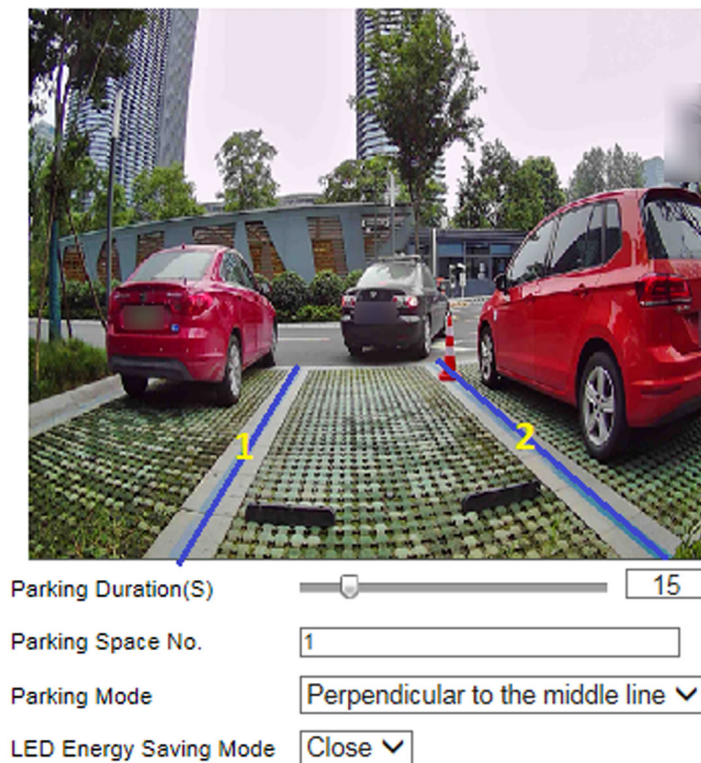 1
2
Parking Duration(S) 15
Parking Space No. 1
Parking Mode Perpendicular to the middle line
LED Energy Saving Mode Close